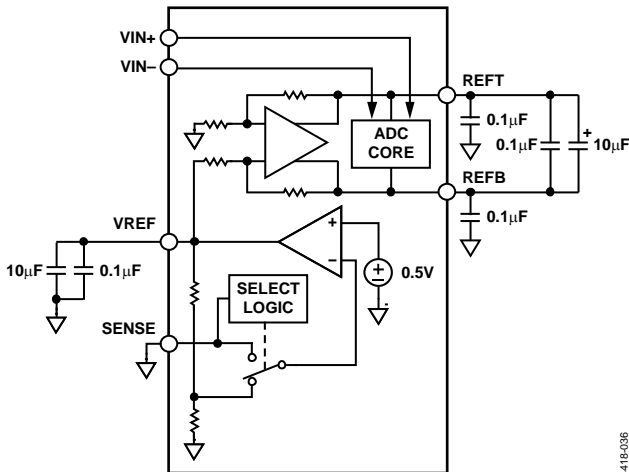 VIN+
VIN–
REFT
ADC
CORE
0.1µF
0.1µF
+
10µF
REFB
0.1µF
VREF
+
–
0.5V
+
–
10µF
0.1µF
SELECT
LOGIC
SENSE
418-036